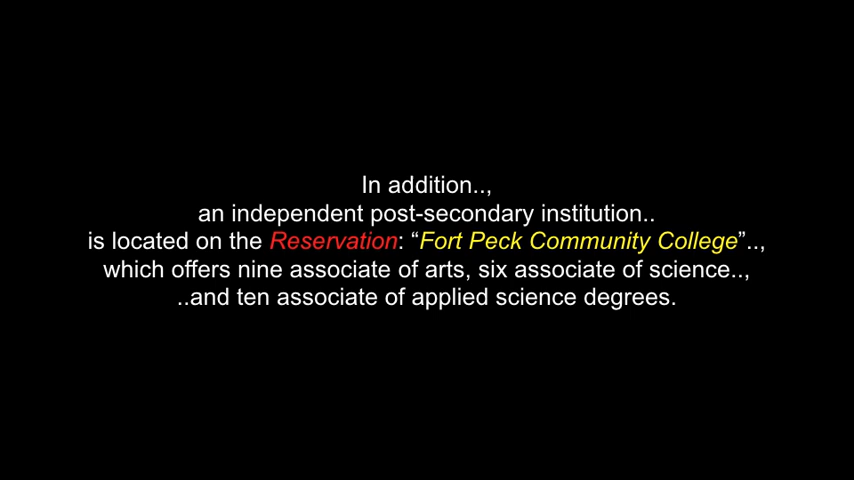 In addition..,
an independent post-secondary institution..
is located on the Reservation: “Fort Peck Community College”..,
which offers nine associate of arts, six associate of science..,
..and ten associate of applied science degrees.